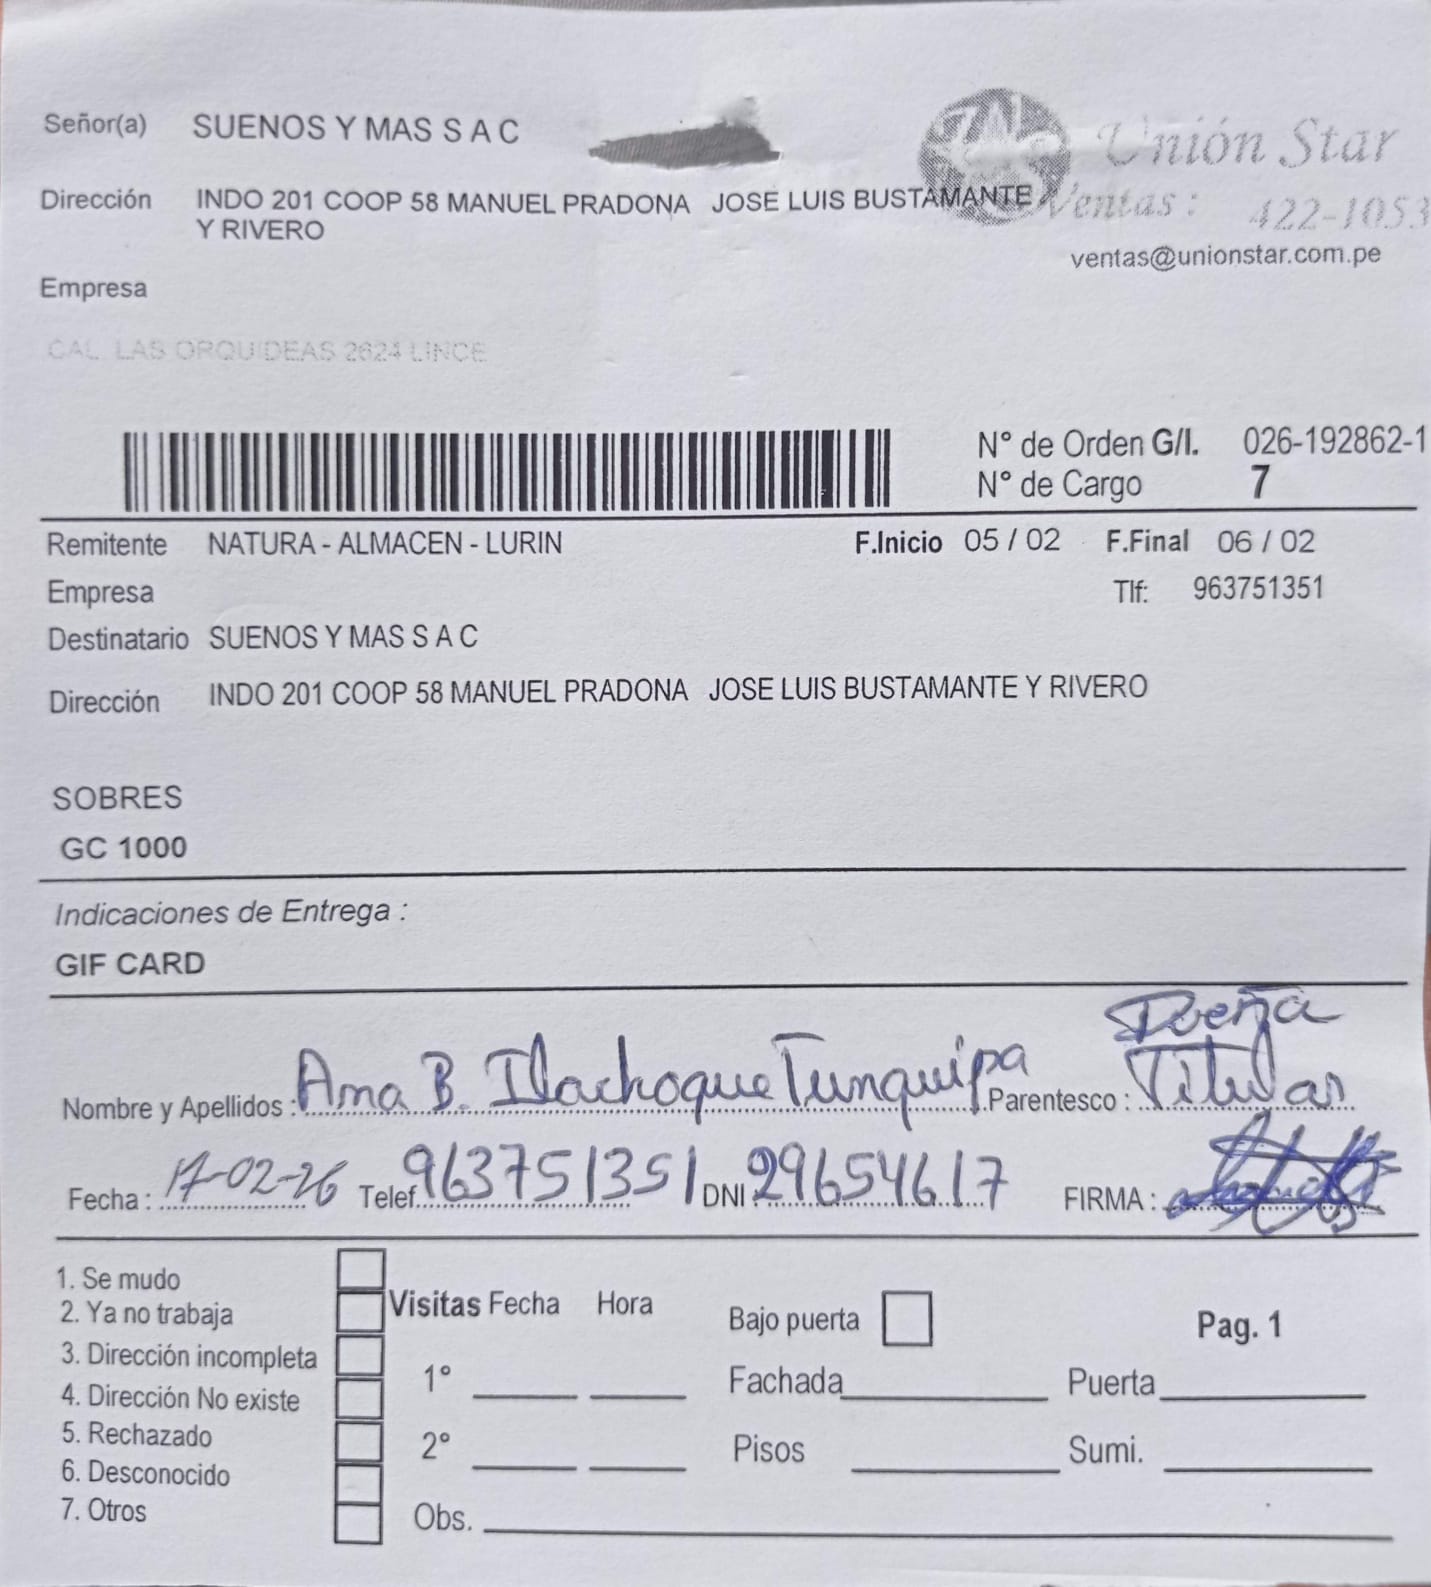 Señor(a) SUENOS Y MAS S A C
Unión Star
Dirección INDO 201 COOP 58 MANUEL PRADONA JOSE LUIS BUSTAMANTE
Y RIVERO
Ventas : 422-1053
ventas@unionstar.com.pe
Empresa
CAL LAS ORQUIDEAS 2624 LINCE
N° de Orden G/I. 026-192862-1
N° de Cargo 7
Remitente NATURA - ALMACEN - LURIN F.Inicio 05 / 02 F.Final 06 / 02
Empresa Tlf: 963751351
Destinatario SUENOS Y MAS S A C
Dirección INDO 201 COOP 58 MANUEL PRADONA JOSE LUIS BUSTAMANTE Y RIVERO
SOBRES
GC 1000
Indicaciones de Entrega :
GIF CARD
Nombre y Apellidos : Ana B. Ilachoque Tunquipa Parentesco : Titular
Fecha : 17-02-26 Telef. 963751351 DNI 29654617 FIRMA :
1. Se mudo
2. Ya no trabaja
3. Dirección incompleta
4. Dirección No existe
5. Rechazado
6. Desconocido
7. Otros
Visitas Fecha Hora
1°
2°
Obs.
Bajo puerta
Pag. 1
Fachada Puerta
Pisos Sumi.